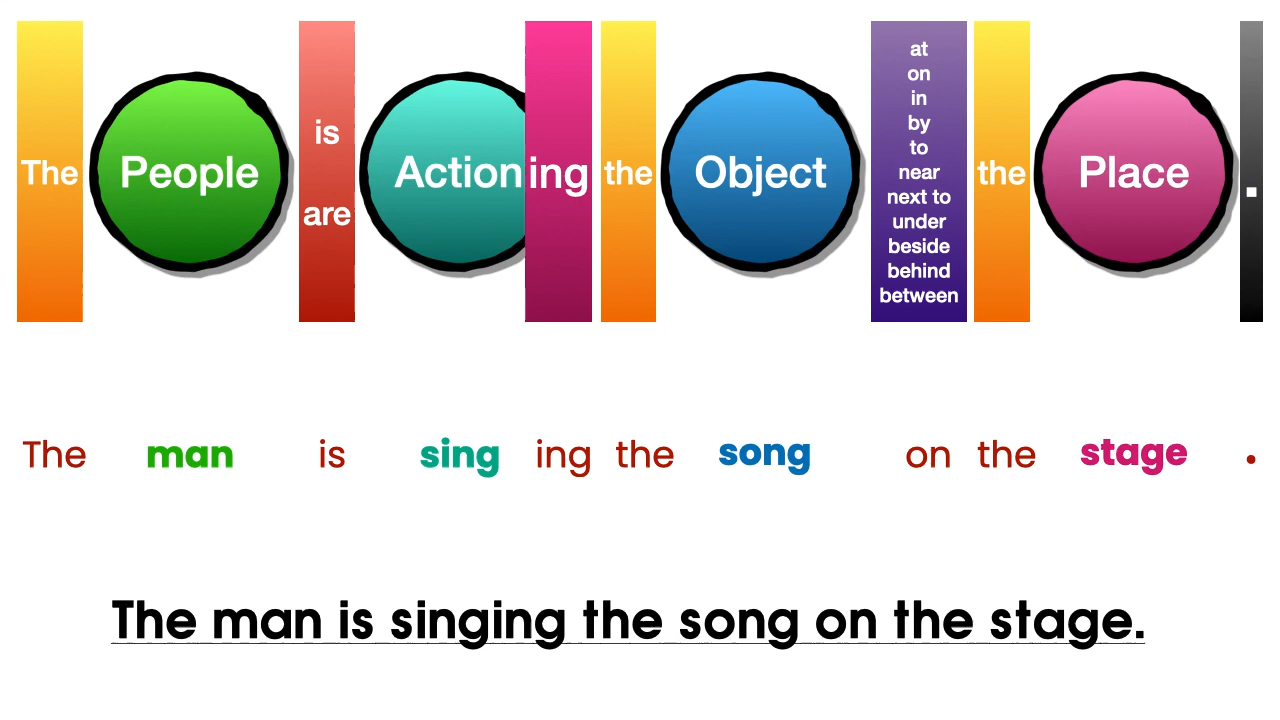 The People is are Action ing the Object at on in by to near next to under beside behind between the Place .
The man is sing ing the song on the stage .
The man is singing the song on the stage.